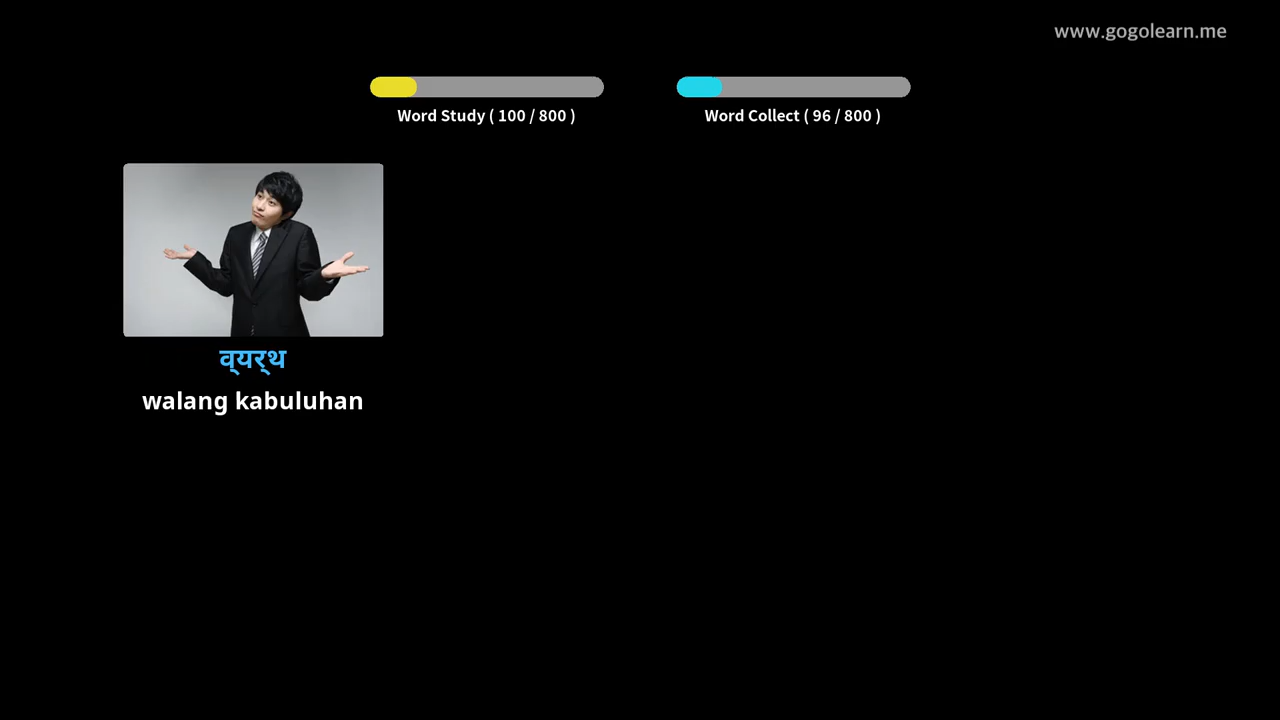 www.gogolearn.me
Word Study ( 100 / 800 )
Word Collect ( 96 / 800 )
व्यर्थ
walang kabuluhan